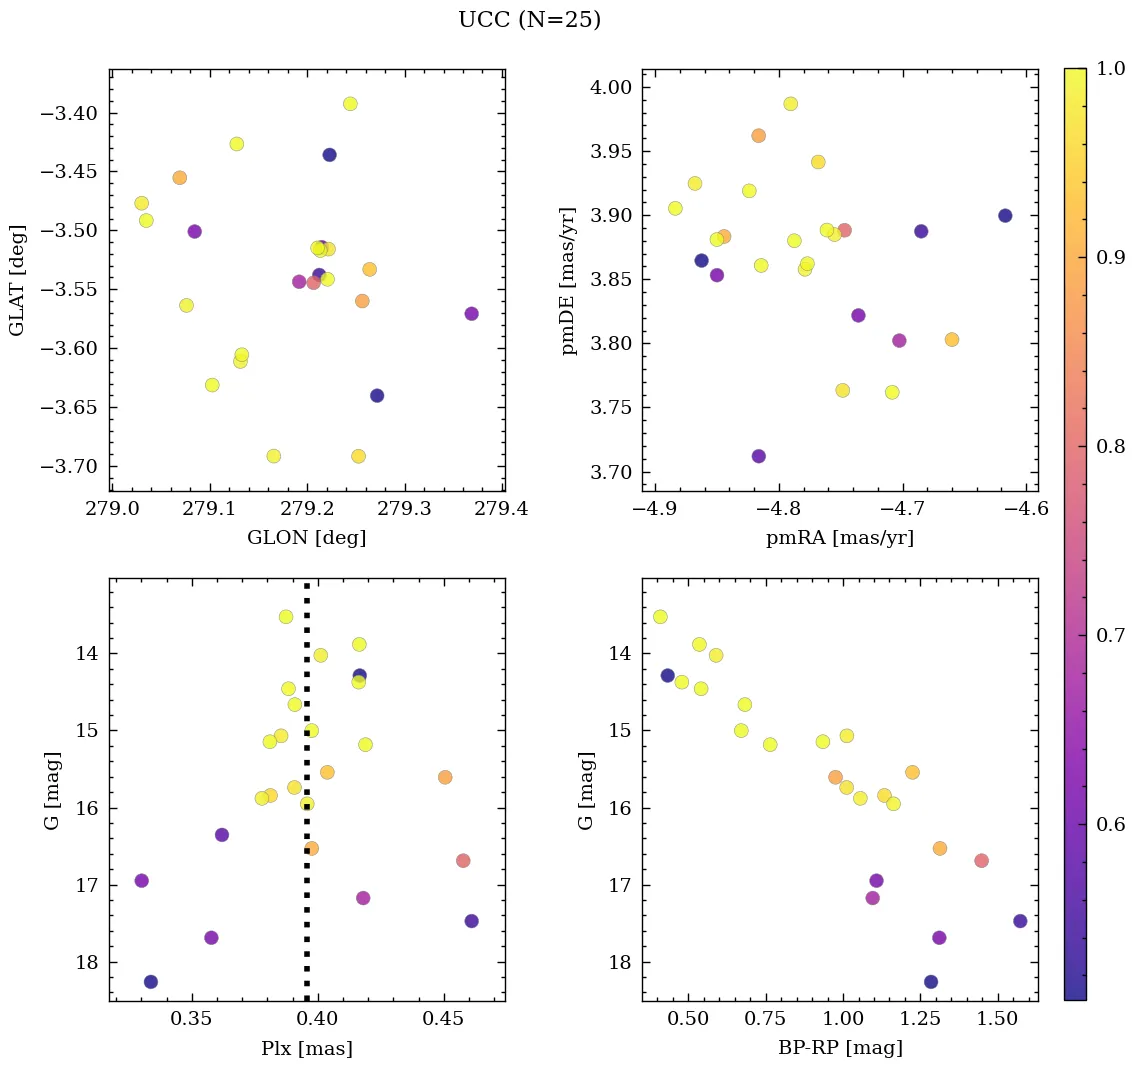 UCC (N=25)
−3.40
−3.45
−3.50
−3.55
−3.60
−3.65
−3.70
GLAT [deg]
279.0 279.1 279.2 279.3 279.4
GLON [deg]
4.00
3.95
3.90
3.85
3.80
3.75
3.70
pmDE [mas/yr]
−4.9 −4.8 −4.7 −4.6
pmRA [mas/yr]
14
15
16
17
18
G [mag]
0.35 0.40 0.45
Plx [mas]
14
15
16
17
18
G [mag]
0.50 0.75 1.00 1.25 1.50
BP-RP [mag]
1.0
0.9
0.8
0.7
0.6